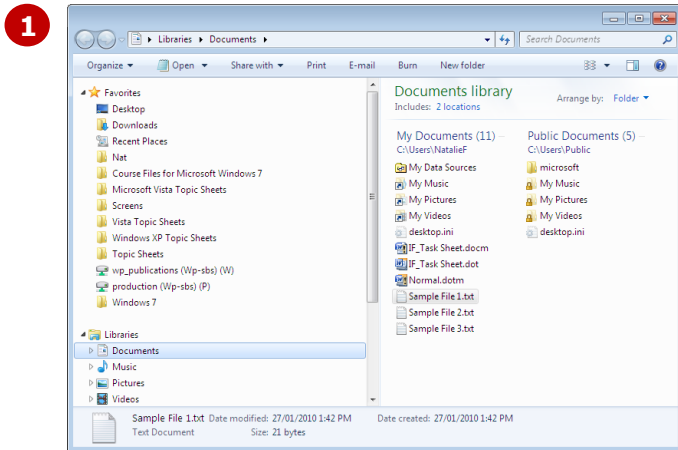 1
Libraries Documents
Search Documents
Organize Open Share with Print E-mail Burn New folder
Favorites
Desktop
Downloads
Recent Places
Nat
Course Files for Microsoft Windows 7
Microsoft Vista Topic Sheets
Screens
Vista Topic Sheets
Windows XP Topic Sheets
Topic Sheets
wp_publications (Wp-sbs) (W)
production (Wp-sbs) (P)
Windows 7
Libraries
Documents
Music
Pictures
Videos
Documents library
Includes: 2 locations
Arrange by: Folder
My Documents (11)
C:\Users\NatalieF
My Data Sources
My Music
My Pictures
My Videos
desktop.ini
IF_Task Sheet.docm
IF_Task Sheet.dot
Normal.dotm
Sample File 1.txt
Sample File 2.txt
Sample File 3.txt
Public Documents (5)
C:\Users\Public
microsoft
My Music
My Pictures
My Videos
desktop.ini
Sample File 1.txt Date modified: 27/01/2010 1:42 PM Date created: 27/01/2010 1:42 PM
Text Document Size: 21 bytes